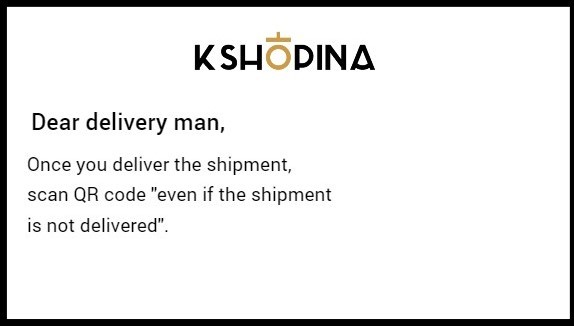 KSHOPINA
Dear delivery man,
Once you deliver the shipment,
scan QR code "even if the shipment
is not delivered".